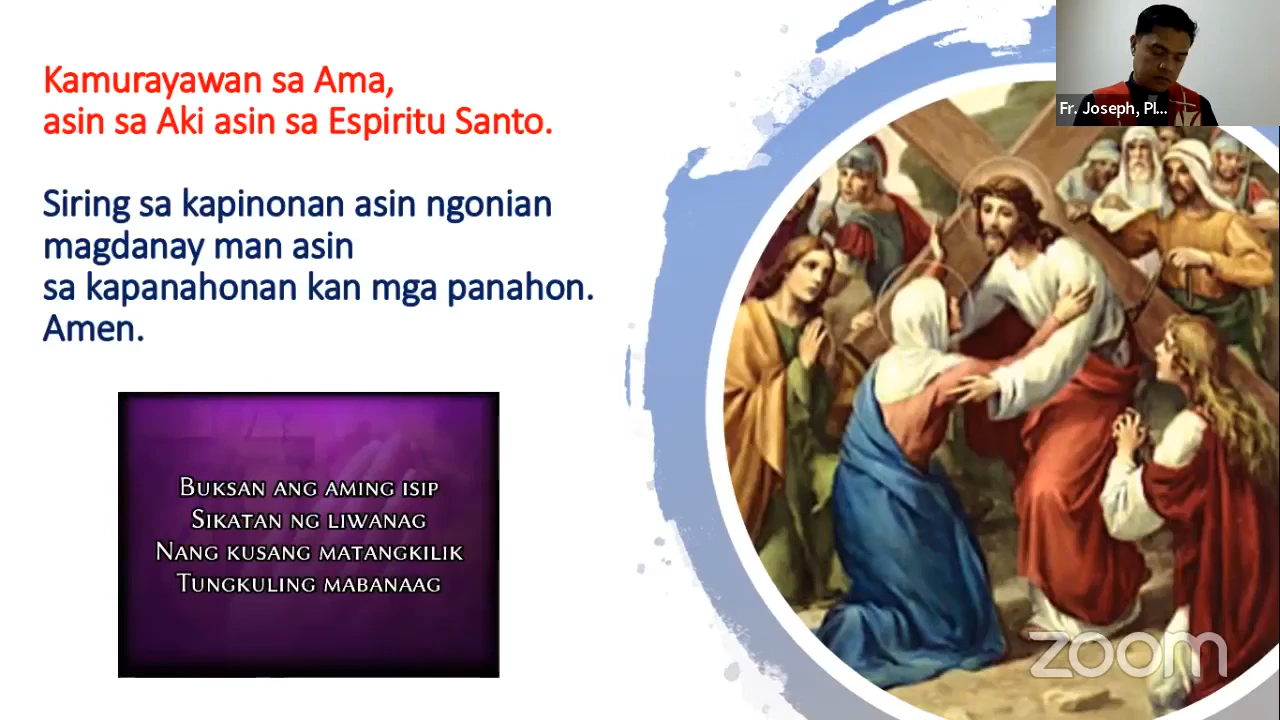 Kamurayawan sa Ama,
asin sa Aki asin sa Espiritu Santo.
Siring sa kapinonan asin ngonian
magdanay man asin
sa kapanahonan kan mga panahon.
Amen.
Buksan ang aming isip
Sikatan ng liwanag
Nang kusang matangkilik
Tungkuling mabanaag
Fr. Joseph, Pl...
zoom